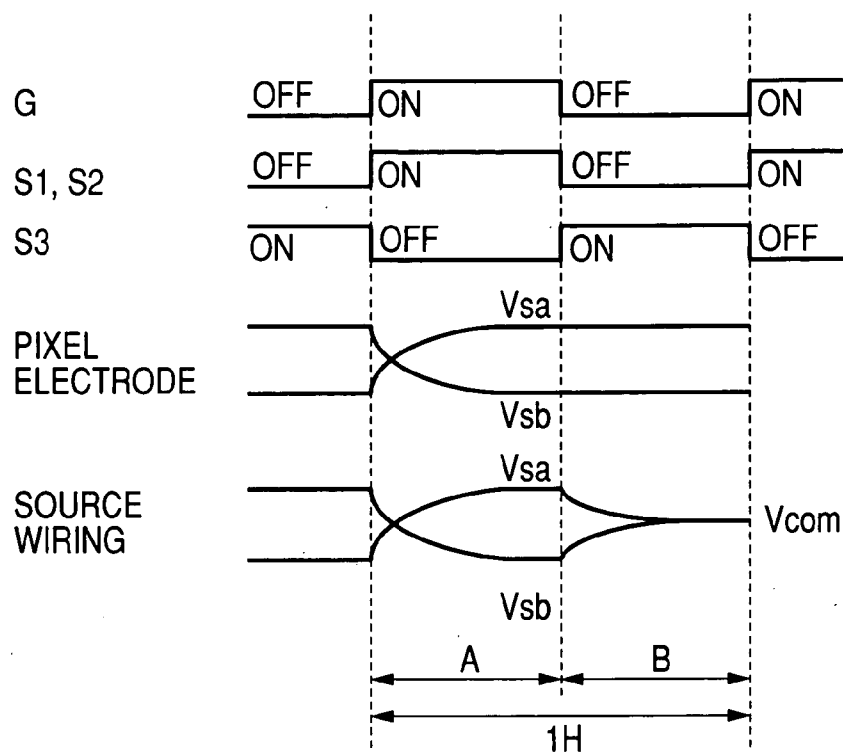 G OFF ON OFF ON
S1, S2 OFF ON OFF ON
S3 ON OFF ON OFF
Vsa
PIXEL
ELECTRODE
Vsb
Vsa
SOURCE
WIRING
Vcom
Vsb
A B
1H